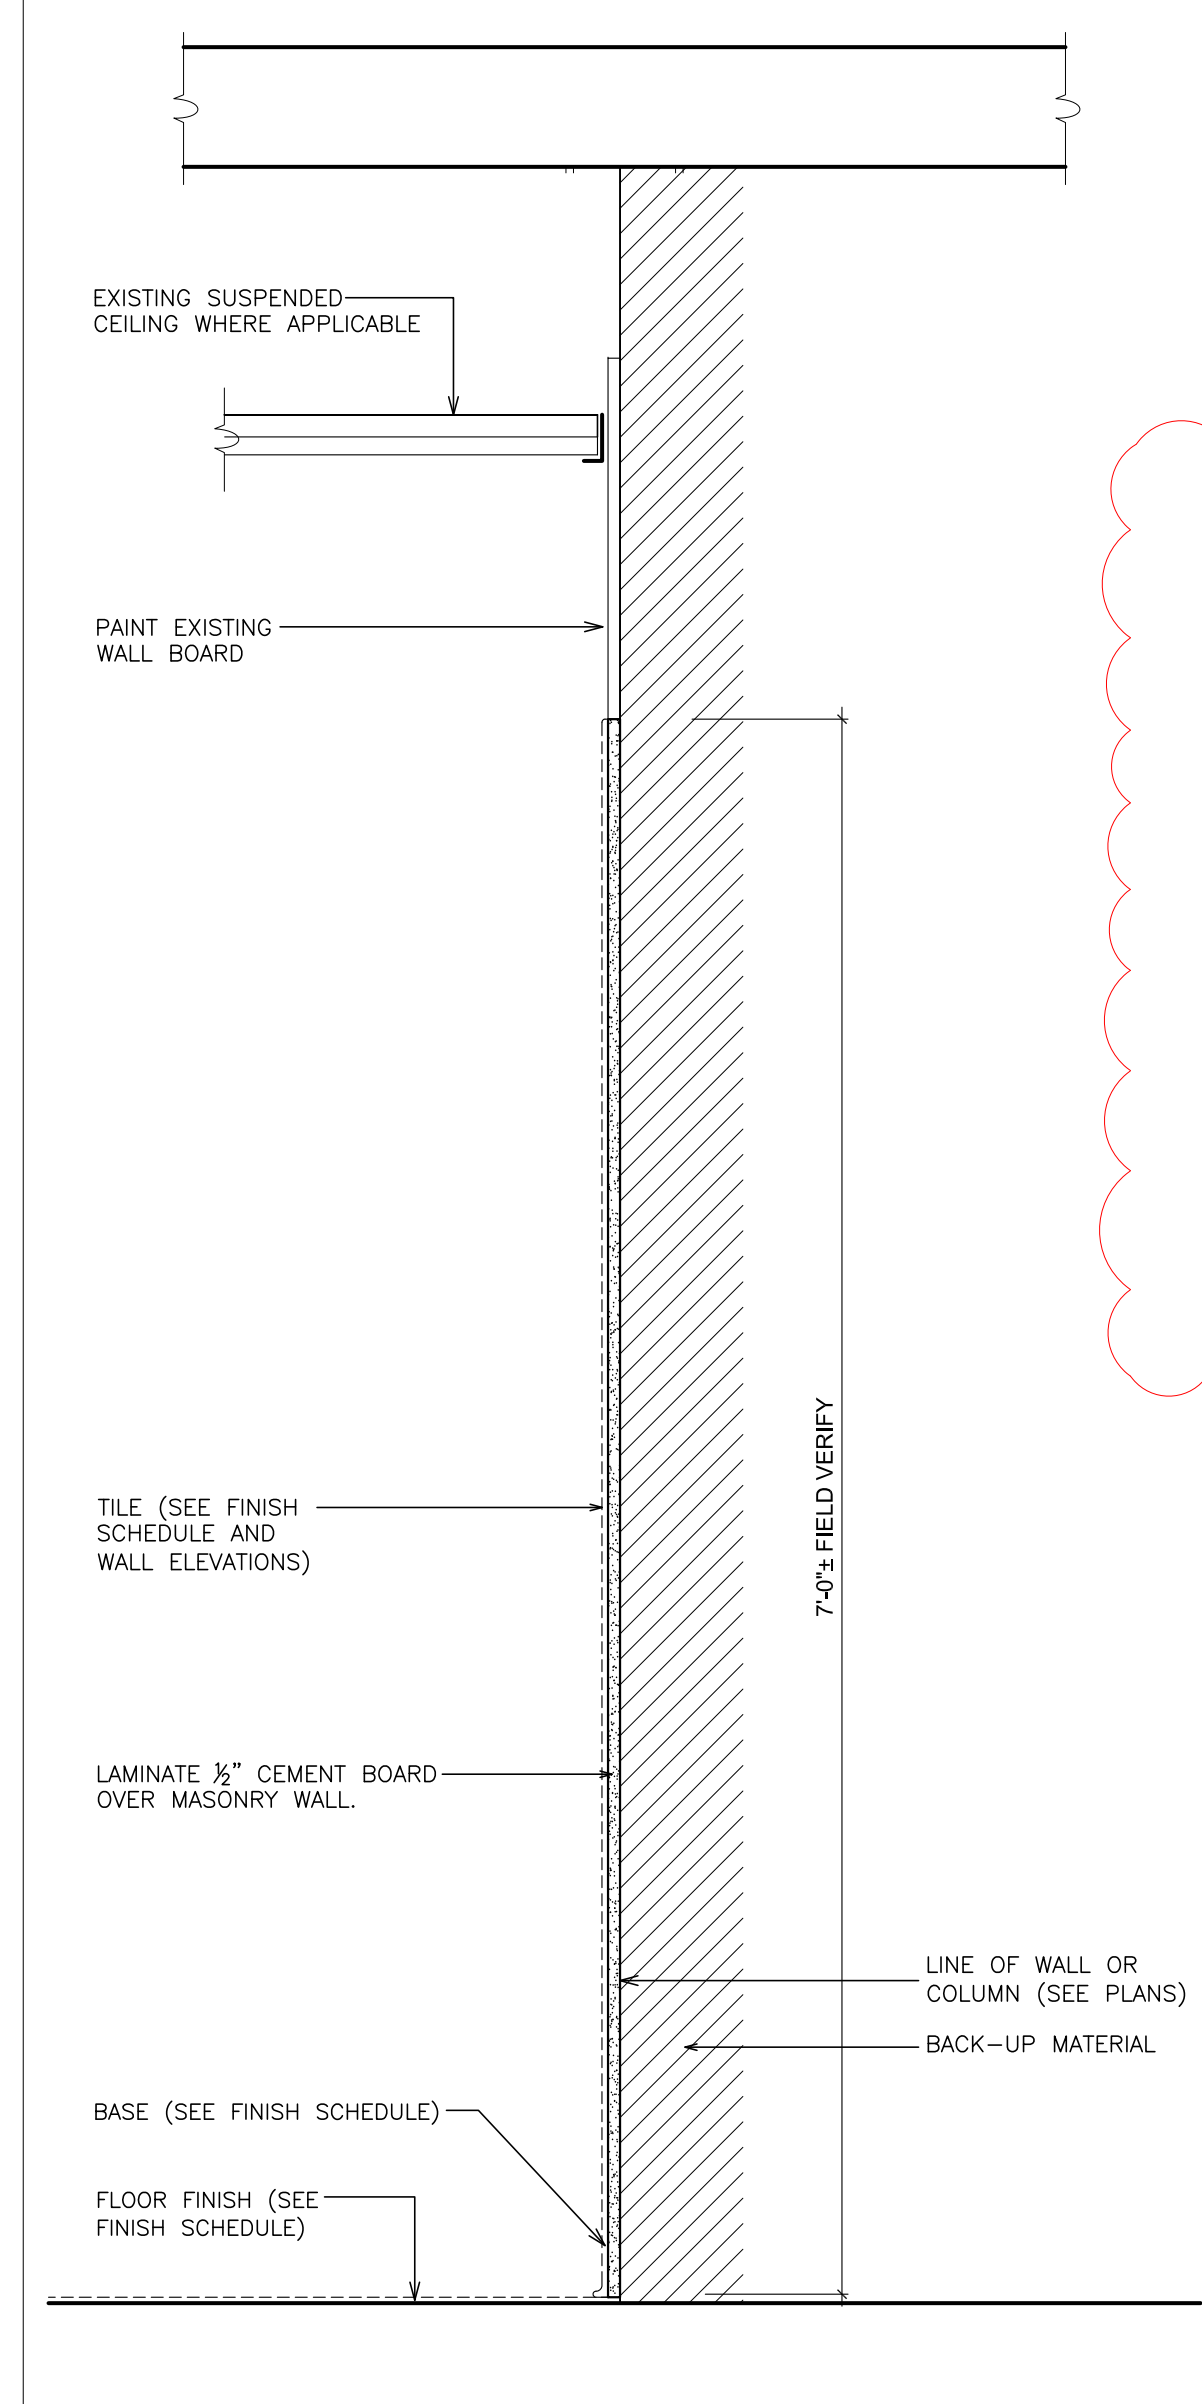 EXISTING SUSPENDED
CEILING WHERE APPLICABLE
PAINT EXISTING
WALL BOARD
7'-0"± FIELD VERIFY
TILE (SEE FINISH
SCHEDULE AND
WALL ELEVATIONS)
LAMINATE ½" CEMENT BOARD
OVER MASONRY WALL.
LINE OF WALL OR
COLUMN (SEE PLANS)
BACK-UP MATERIAL
BASE (SEE FINISH SCHEDULE)
FLOOR FINISH (SEE
FINISH SCHEDULE)